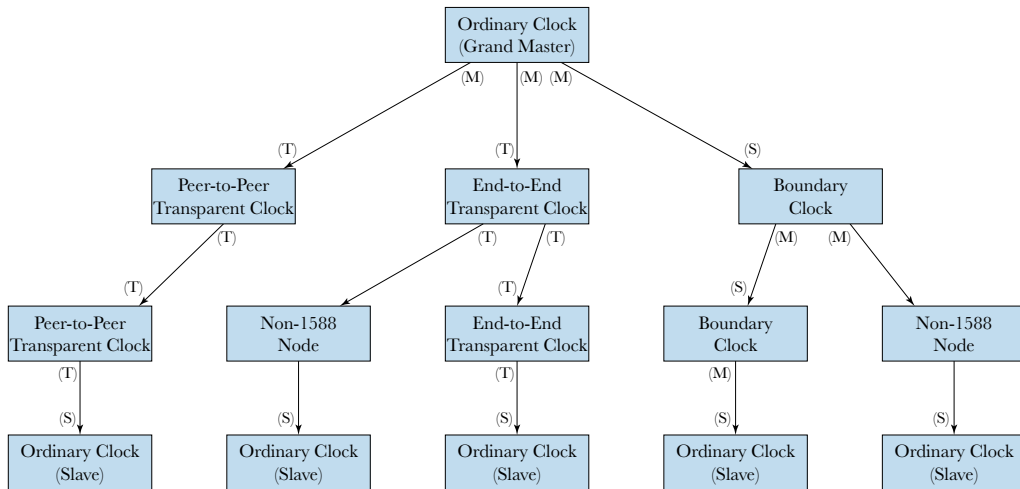 Ordinary Clock
(Grand Master)
(M) (M) (M)
(T) (T) (S)
Peer-to-Peer
Transparent Clock
End-to-End
Transparent Clock
Boundary
Clock
(T) (T) (T) (M) (M)
(T) (T) (S)
Peer-to-Peer
Transparent Clock
Non-1588
Node
End-to-End
Transparent Clock
Boundary
Clock
Non-1588
Node
(T) (T) (M)
(S) (S) (S) (S) (S)
Ordinary Clock
(Slave)
Ordinary Clock
(Slave)
Ordinary Clock
(Slave)
Ordinary Clock
(Slave)
Ordinary Clock
(Slave)